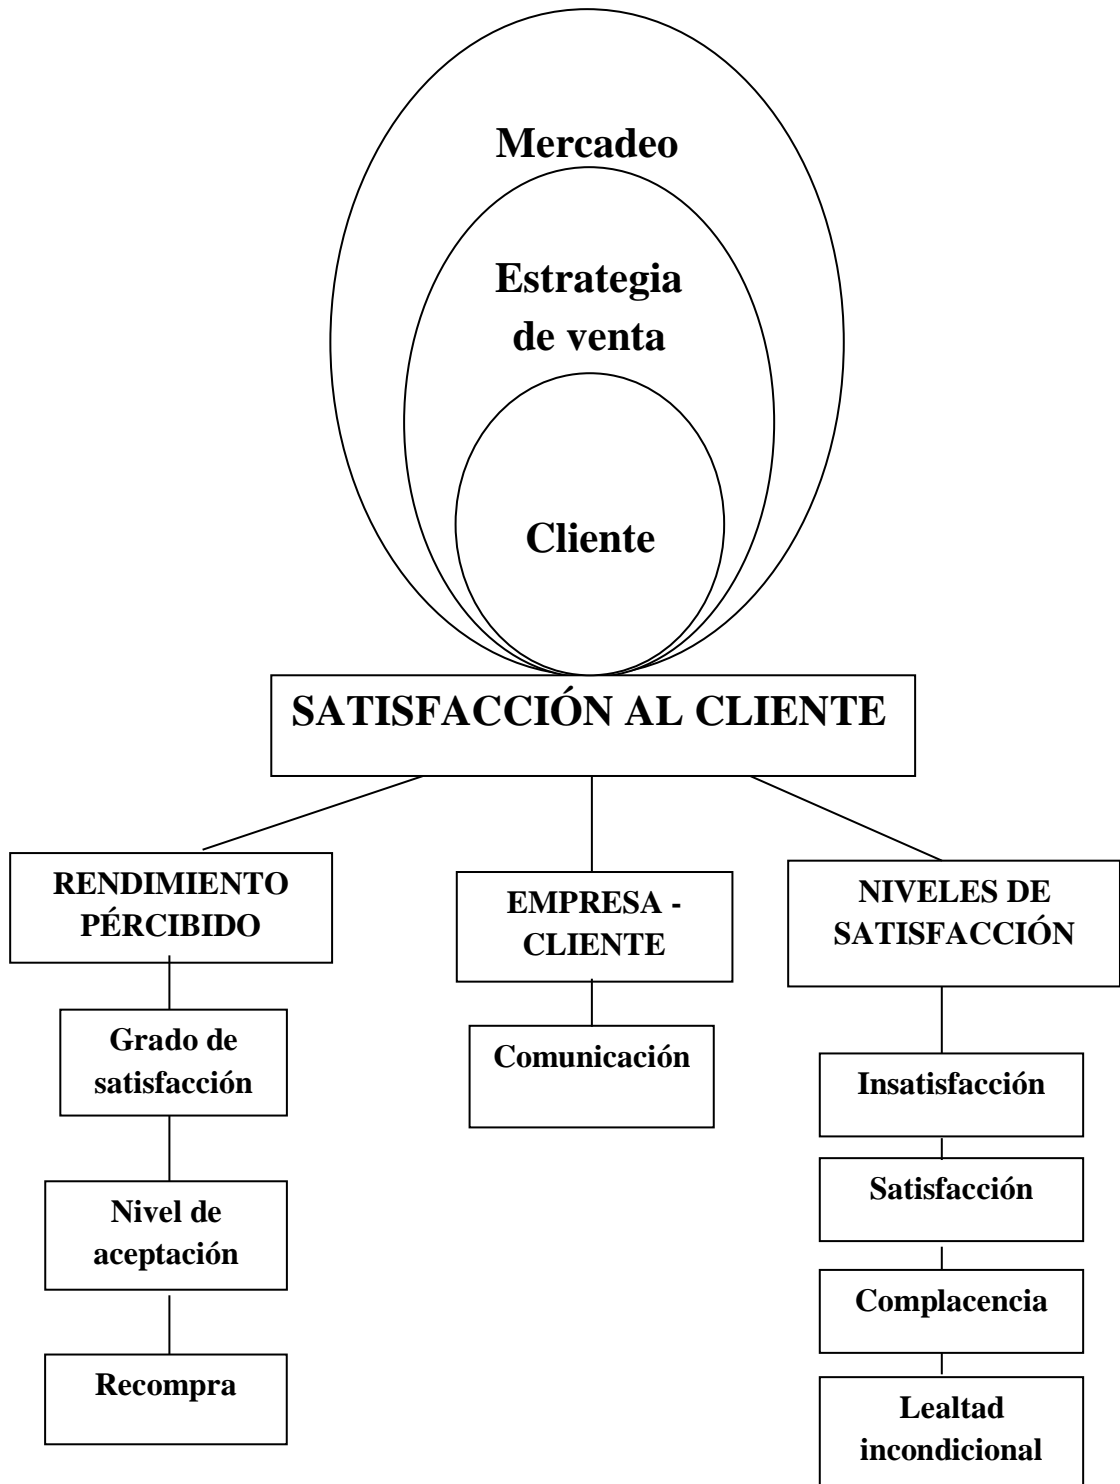 Mercadeo
Estrategia
de venta
Cliente
SATISFACCIÓN AL CLIENTE
RENDIMIENTO
PÉRCIBIDO
Grado de
satisfacción
Nivel de
aceptación
Recompra
EMPRESA -
CLIENTE
Comunicación
NIVELES DE
SATISFACCIÓN
Insatisfacción
Satisfacción
Complacencia
Lealtad
incondicional